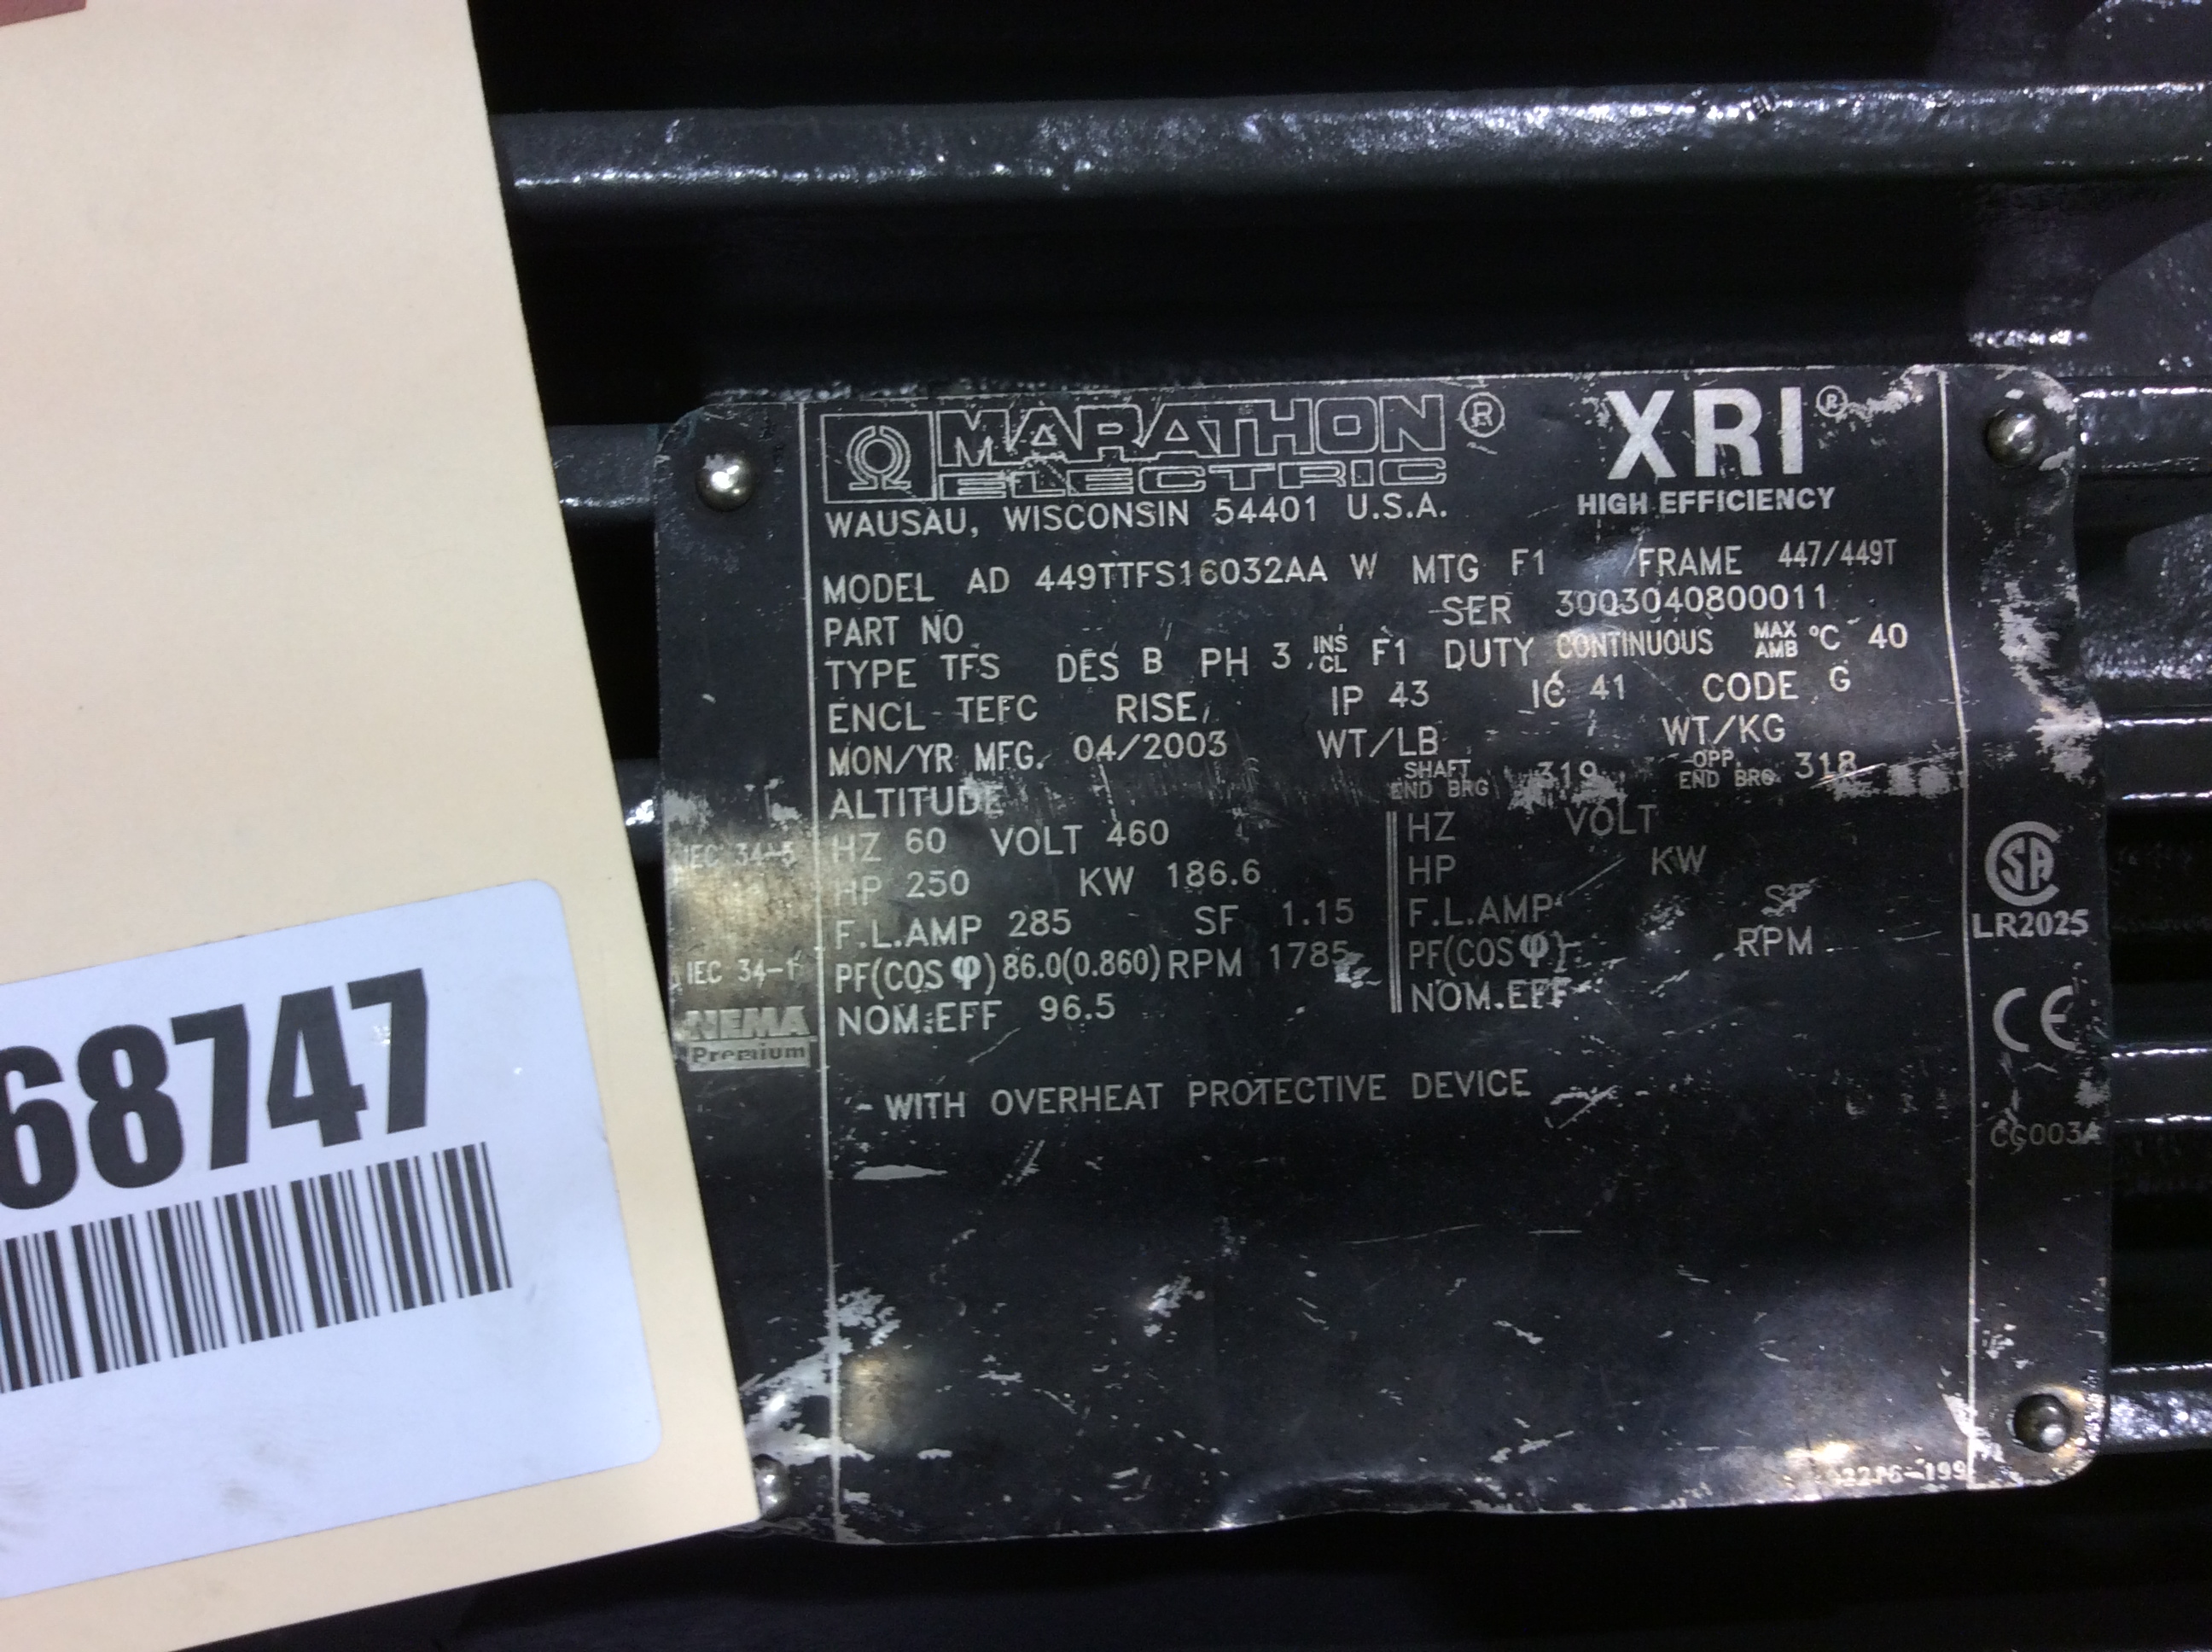 MARATHON ®
ELECTRIC
WAUSAU, WISCONSIN 54401 U.S.A.
XRI ®
HIGH EFFICIENCY
MODEL AD 449TTFS16032AA W MTG F1 FRAME 447/449T
PART NO SER 3003040800011
TYPE TFS DES B PH 3 INS CL F1 DUTY CONTINUOUS MAX AMB °C 40
ENCL TEFC RISE IP 43 IC 41 CODE G
MON/YR MFG. 04/2003 WT/LB WT/KG
ALTITUDE SHAFT END BRG 319 OPP. END BRG 318
HZ 60 VOLT 460 HZ VOLT
HP 250 KW 186.6 HP KW
F.L.AMP 285 SF 1.15 F.L.AMP SF
PF(COS φ) 86.0(0.860) RPM 1785 PF(COS φ) RPM
NOM.EFF 96.5 NOM.EFF
- WITH OVERHEAT PROTECTIVE DEVICE
IEC 34-5
IEC 34-1
NEMA
Premium
CSA
LR2025
CE
CG003A
68747